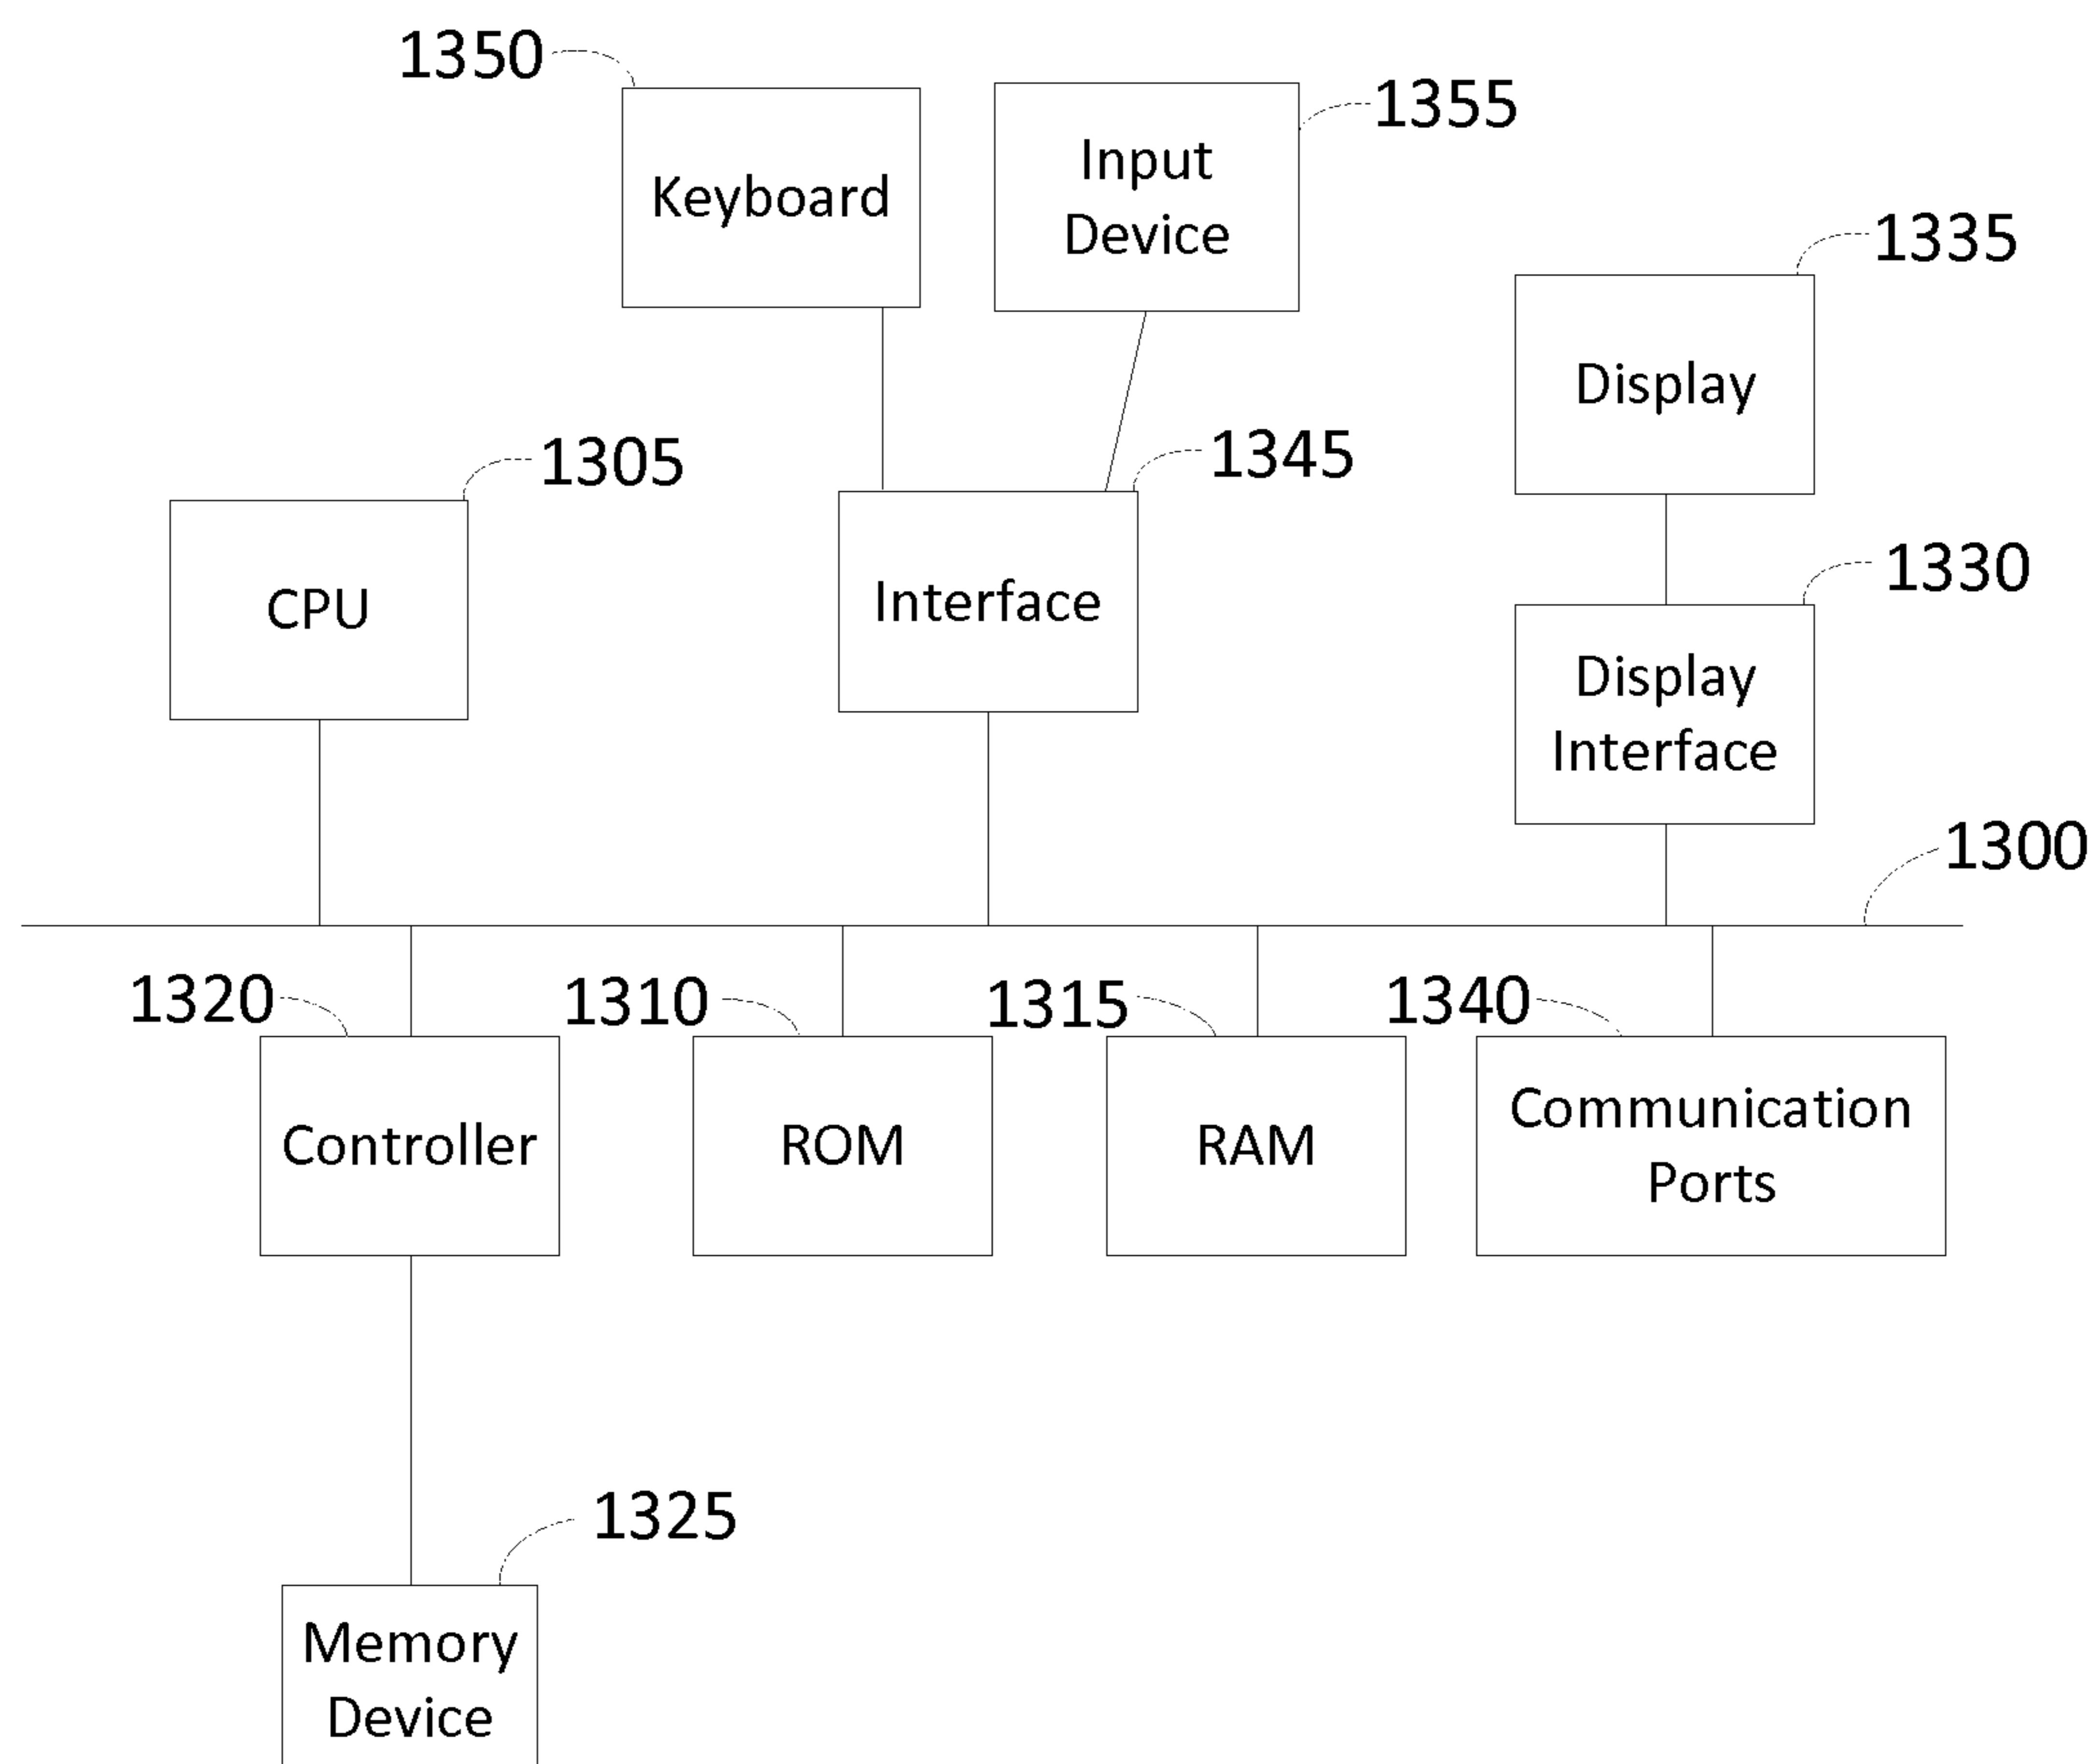 1350
1355
Keyboard
Input
Device
1335
Display
1305
1345
CPU
Interface
1330
Display
Interface
1300
1320
1310
1315
1340
Controller
ROM
RAM
Communication
Ports
1325
Memory
Device